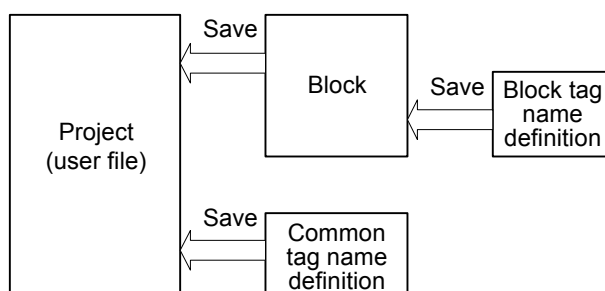 Save
Block
Save
Block tag
name
definition
Project
(user file)
Save
Common
tag name
definition